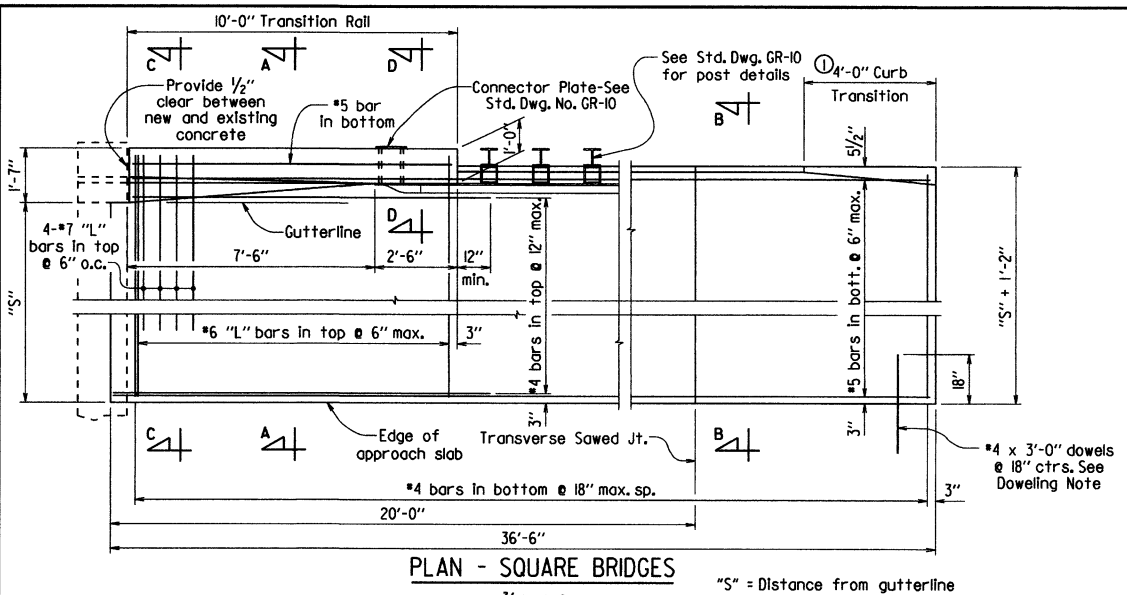 10'-0" Transition Rail
C
A
D
Provide 1/2"
clear between
new and existing
concrete
#5 bar
in bottom
Connector Plate-See
Std. Dwg. No. GR-10
1'-0"
See Std. Dwg. GR-10
for post details
B
① 4'-0" Curb
Transition
5 1/2"
1'-7"
"S"
4-#7 "L"
bars in top
@ 6" o.c.
Gutterline
D
7'-6"
2'-6"
12"
min.
#4 bars in top @ 12" max.
#5 bars in bott. @ 6" max.
"S" + 1'-2"
#6 "L" bars in top @ 6" max.
3"
18"
3"
3"
C
A
Edge of
approach slab
Transverse Sawed Jt.
B
#4 x 3'-0" dowels
@ 18" ctrs. See
Doweling Note
#4 bars in bottom @ 18" max. sp.
3"
20'-0"
36'-6"
PLAN - SQUARE BRIDGES
"S" = Distance from gutterline